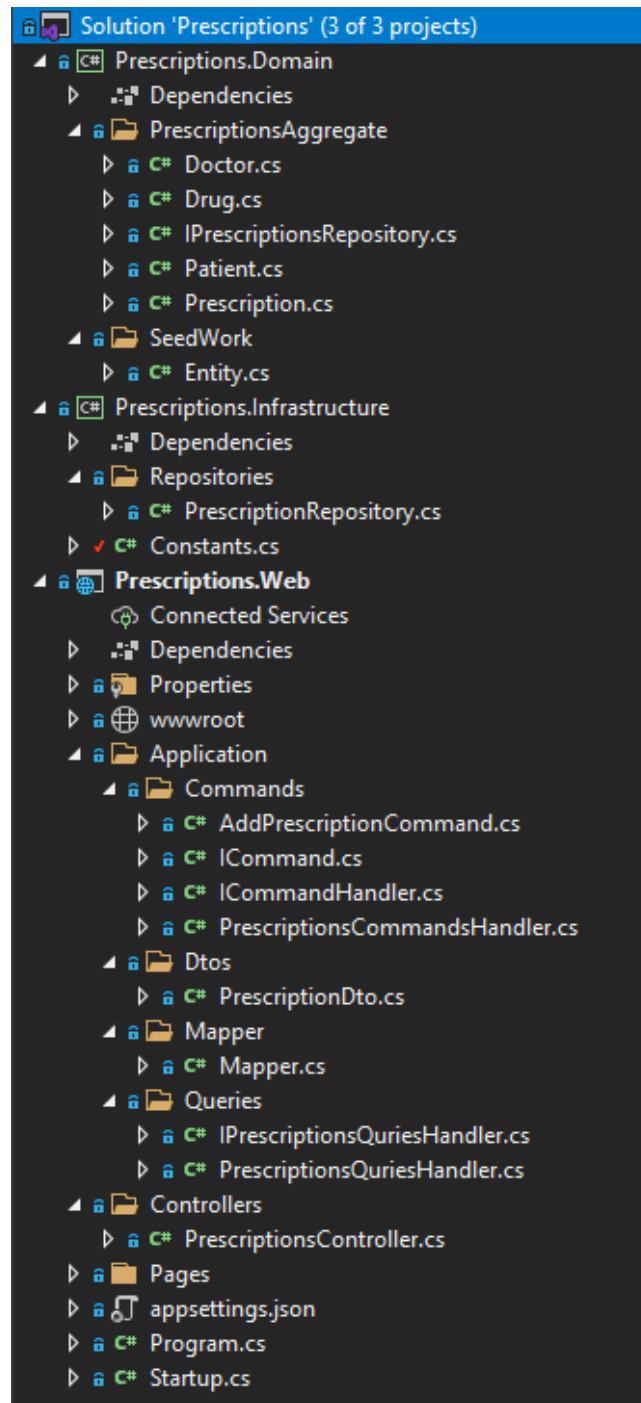 Solution 'Prescriptions' (3 of 3 projects)
C# Prescriptions.Domain
Dependencies
PrescriptionsAggregate
C# Doctor.cs
C# Drug.cs
C# IPrescriptionsRepository.cs
C# Patient.cs
C# Prescription.cs
SeedWork
C# Entity.cs
C# Prescriptions.Infrastructure
Dependencies
Repositories
C# PrescriptionRepository.cs
C# Constants.cs
Prescriptions.Web
Connected Services
Dependencies
Properties
wwwroot
Application
Commands
C# AddPrescriptionCommand.cs
C# ICommand.cs
C# ICommandHandler.cs
C# PrescriptionsCommandsHandler.cs
Dtos
C# PrescriptionDto.cs
Mapper
C# Mapper.cs
Queries
C# IPrescriptionsQuriesHandler.cs
C# PrescriptionsQuriesHandler.cs
Controllers
C# PrescriptionsController.cs
Pages
appsettings.json
C# Program.cs
C# Startup.cs